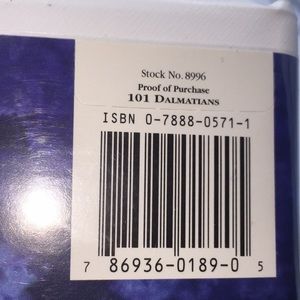 Stock No. 8996
Proof of Purchase
101 DALMATIANS
ISBN 0-7888-0571-1
7 86936-0189-0 5